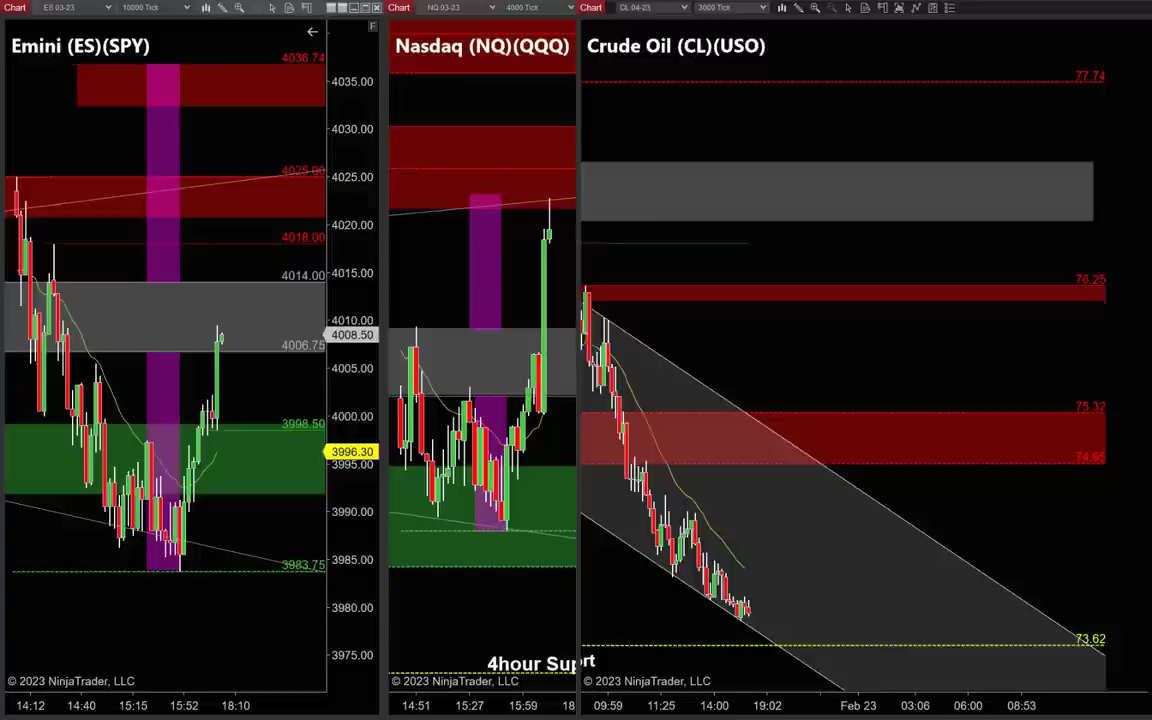 Chart ES 03-23 10000 Tick
Chart NQ 03-23 4000 Tick
Chart CL 04-23 3000 Tick
F
Emini (ES)(SPY)
Nasdaq (NQ)(QQQ)
Crude Oil (CL)(USO)
4036.74
4025.00
4018.00
4014.00
4006.75
3998.50
3983.75
4035.00
4030.00
4025.00
4020.00
4015.00
4010.00
4008.50
4005.00
4000.00
3996.30
3995.00
3990.00
3985.00
3980.00
3975.00
77.74
76.25
75.32
74.95
73.62
4hour Suprt
© 2023 NinjaTrader, LLC
© 2023 NinjaTrader, LLC
© 2023 NinjaTrader, LLC
14:12 14:40 15:15 15:52 18:10
14:51 15:27 15:59 18
09:59 11:25 14:00 19:02 Feb 23 03:06 06:00 08:53